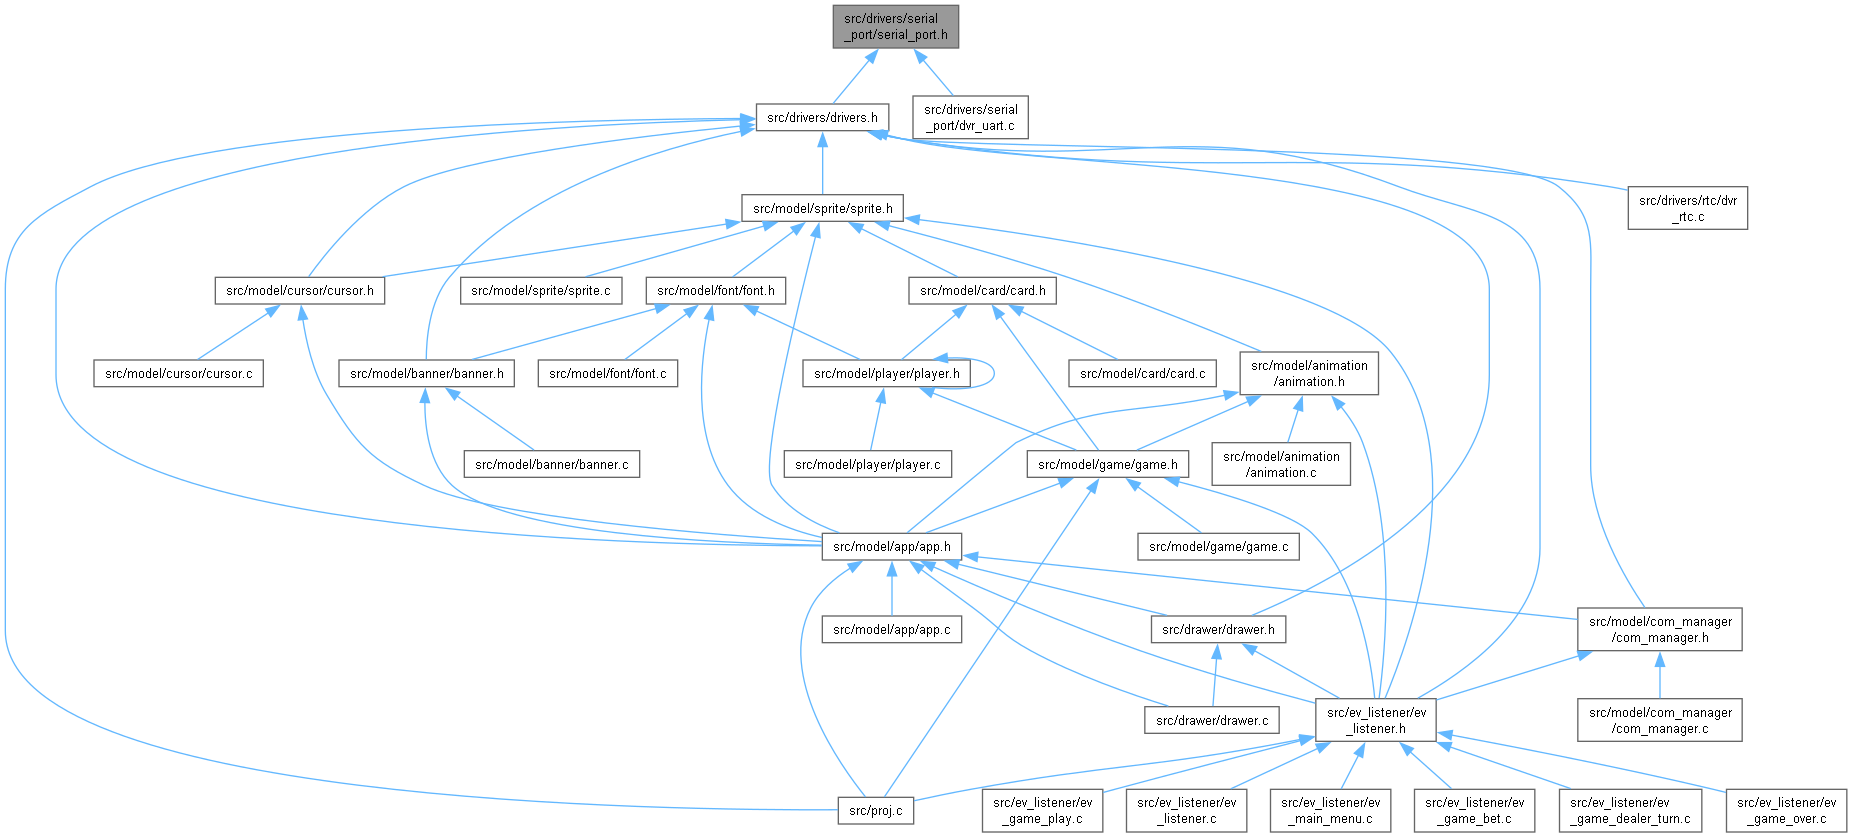 src/drivers/serial
_port/serial_port.h
src/drivers/drivers.h
src/drivers/serial
_port/dvr_uart.c
src/model/sprite/sprite.h
src/drivers/rtc/dvr
_rtc.c
src/model/cursor/cursor.h
src/model/sprite/sprite.c
src/model/font/font.h
src/model/card/card.h
src/model/cursor/cursor.c
src/model/banner/banner.h
src/model/font/font.c
src/model/player/player.h
src/model/card/card.c
src/model/animation
/animation.h
src/model/banner/banner.c
src/model/player/player.c
src/model/game/game.h
src/model/animation
/animation.c
src/model/app/app.h
src/model/game/game.c
src/model/app/app.c
src/drawer/drawer.h
src/model/com_manager
/com_manager.h
src/drawer/drawer.c
src/ev_listener/ev
_listener.h
src/model/com_manager
/com_manager.c
src/proj.c
src/ev_listener/ev
_game_play.c
src/ev_listener/ev
_listener.c
src/ev_listener/ev
_main_menu.c
src/ev_listener/ev
_game_bet.c
src/ev_listener/ev
_game_dealer_turn.c
src/ev_listener/ev
_game_over.c